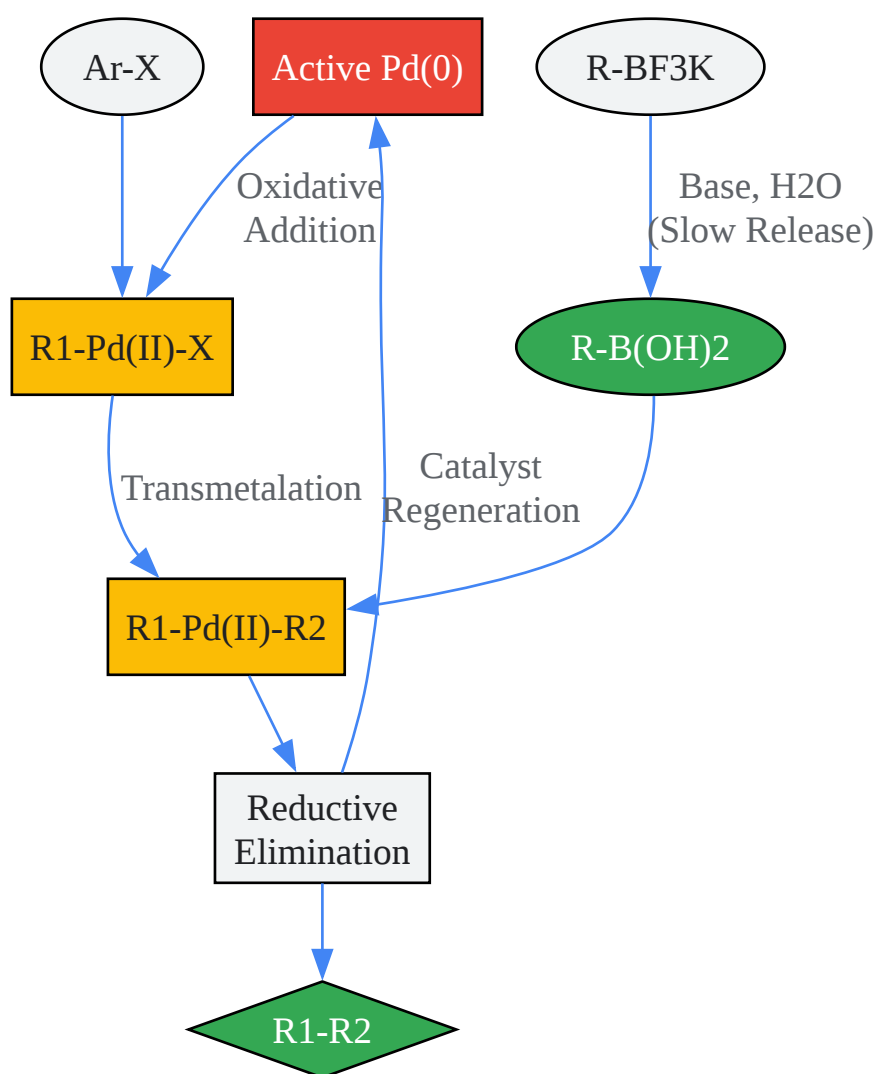 Ar-X
Active Pd(0)
R-BF3K
Oxidative
Addition
Base, H2O
(Slow Release)
R1-Pd(II)-X
R-B(OH)2
Transmetalation
Catalyst
Regeneration
R1-Pd(II)-R2
Reductive
Elimination
R1-R2